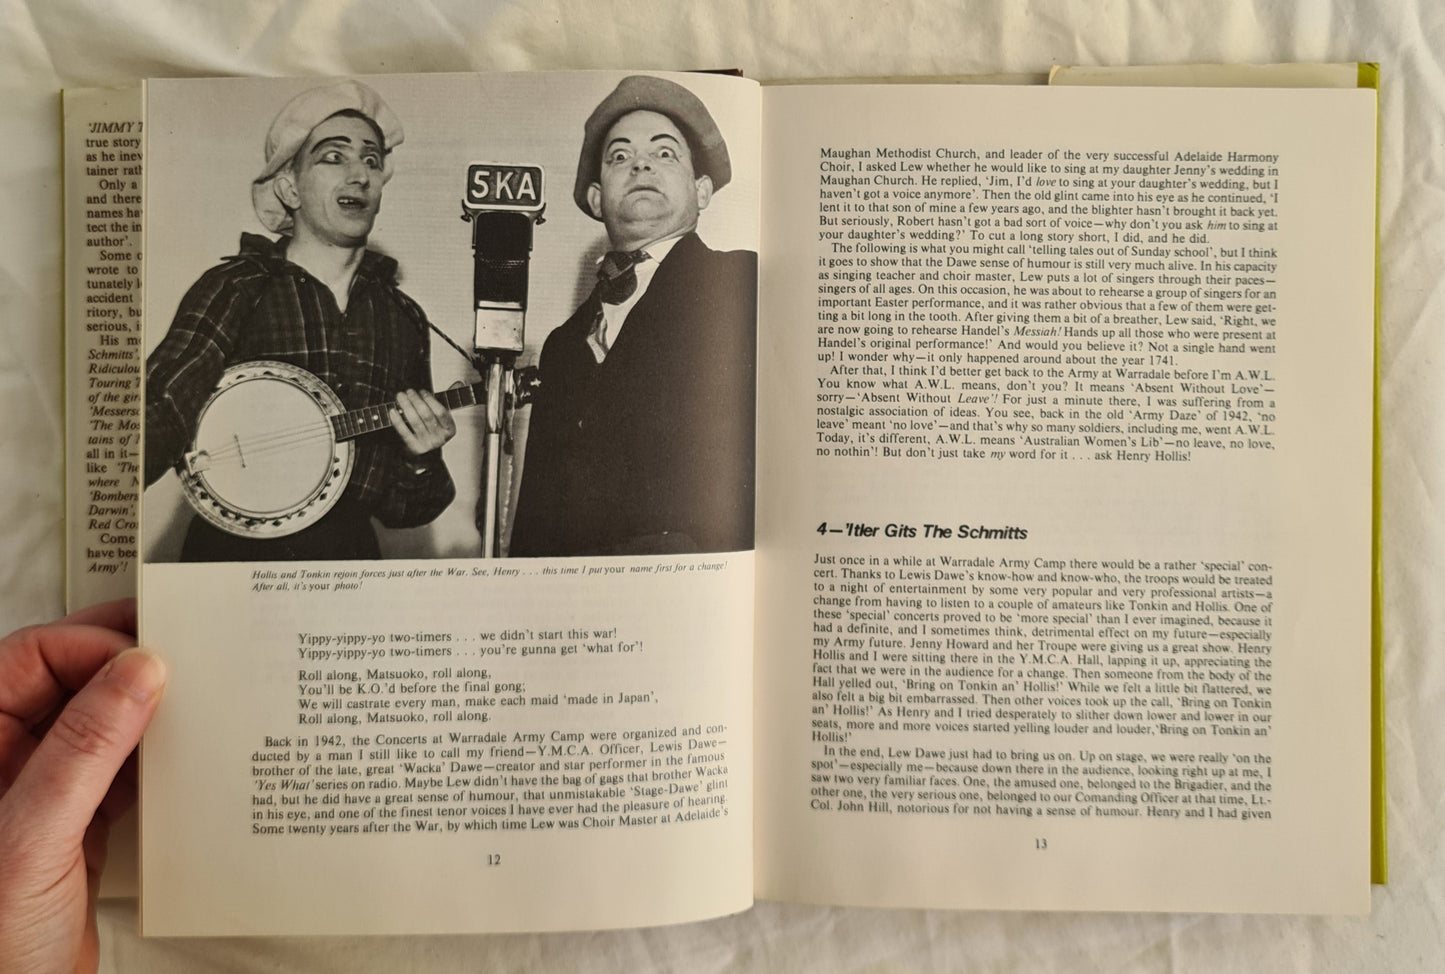 'JIMMY T
true story
as he inev
tainer rath
Only a
and there
names ha
tect the in
author'.
Some o
wrote to
tunately l
accident
ritory, bu
serious, i
His m
Schmitts',
Ridiculou
Touring T
of the gir
'Messersc
'The Mos
tains of
all in it—
like 'The
where N
'Bombers
Darwin',
Red Cros
Come
have bee
Army'!
5KA
Hollis and Tonkin rejoin forces just after the War. See, Henry . . . this time I put your name first for a change!
After all, it's your photo!
Yippy-yippy-yo two-timers . . . we didn't start this war!
Yippy-yippy-yo two-timers . . . you're gunna get 'what for'!
Roll along, Matsuoko, roll along,
You'll be K.O.'d before the final gong;
We will castrate every man, make each maid 'made in Japan',
Roll along, Matsuoko, roll along.
Back in 1942, the Concerts at Warradale Army Camp were organized and con-
ducted by a man I still like to call my friend—Y.M.C.A. Officer, Lewis Dawe—
brother of the late, great 'Wacka' Dawe—creator and star performer in the famous
'Yes What' series on radio. Maybe Lew didn't have the bag of gags that brother Wacka
had, but he did have a great sense of humour, that unmistakable 'Stage-Dawe' glint
in his eye, and one of the finest tenor voices I have ever had the pleasure of hearing.
Some twenty years after the War, by which time Lew was Choir Master at Adelaide's
12
Maughan Methodist Church, and leader of the very successful Adelaide Harmony
Choir, I asked Lew whether he would like to sing at my daughter Jenny's wedding in
Maughan Church. He replied, 'Jim, I'd love to sing at your daughter's wedding, but I
haven't got a voice anymore'. Then the old glint came into his eye as he continued, 'I
lent it to that son of mine a few years ago, and the blighter hasn't brought it back yet.
But seriously, Robert hasn't got a bad sort of voice—why don't you ask him to sing at
your daughter's wedding?' To cut a long story short, I did, and he did.
The following is what you might call 'telling tales out of Sunday school', but I think
it goes to show that the Dawe sense of humour is still very much alive. In his capacity
as singing teacher and choir master, Lew puts a lot of singers through their paces—
singers of all ages. On this occasion, he was about to rehearse a group of singers for an
important Easter performance, and it was rather obvious that a few of them were get-
ting a bit long in the tooth. After giving them a bit of a breather, Lew said, 'Right, we
are now going to rehearse Handel's Messiah! Hands up all those who were present at
Handel's original performance!' And would you believe it? Not a single hand went
up! I wonder why—it only happened around about the year 1741.
After that, I think I'd better get back to the Army at Warradale before I'm A.W.L.
You know what A.W.L. means, don't you? It means 'Absent Without Love'—
sorry—'Absent Without Leave'! For just a minute there, I was suffering from a
nostalgic association of ideas. You see, back in the old 'Army Daze' of 1942, 'no
leave' meant 'no love'—and that's why so many soldiers, including me, went A.W.L.
Today, it's different, A.W.L. means 'Australian Women's Lib'—no leave, no love,
no nothin'! But don't just take my word for it . . . ask Henry Hollis!
4—'Itler Gits The Schmitts
Just once in a while at Warradale Army Camp there would be a rather 'special' con-
cert. Thanks to Lewis Dawe's know-how and know-who, the troops would be treated
to a night of entertainment by some very popular and very professional artists—a
change from having to listen to a couple of amateurs like Tonkin and Hollis. One of
these 'special' concerts proved to be 'more special' than I ever imagined, because it
had a definite, and I sometimes think, detrimental effect on my future—especially
my Army future. Jenny Howard and her Troupe were giving us a great show. Henry
Hollis and I were sitting there in the Y.M.C.A. Hall, lapping it up, appreciating the
fact that we were in the audience for a change. Then someone from the body of the
Hall yelled out, 'Bring on Tonkin an' Hollis!' While we felt a little bit flattered, we
also felt a big bit embarrassed. Then other voices took up the call, 'Bring on Tonkin
an' Hollis!' As Henry and I tried desperately to slither down lower and lower in our
seats, more and more voices started yelling louder and louder, 'Bring on Tonkin an'
Hollis!'
In the end, Lew Dawe just had to bring us on. Up on stage, we were really 'on the
spot'—especially me—because down there in the audience, looking right up at me, I
saw two very familiar faces. One, the amused one, belonged to the Brigadier, and the
other one, the very serious one, belonged to our Comanding Officer at that time, Lt.-
Col. John Hill, notorious for not having a sense of humour. Henry and I had given
13